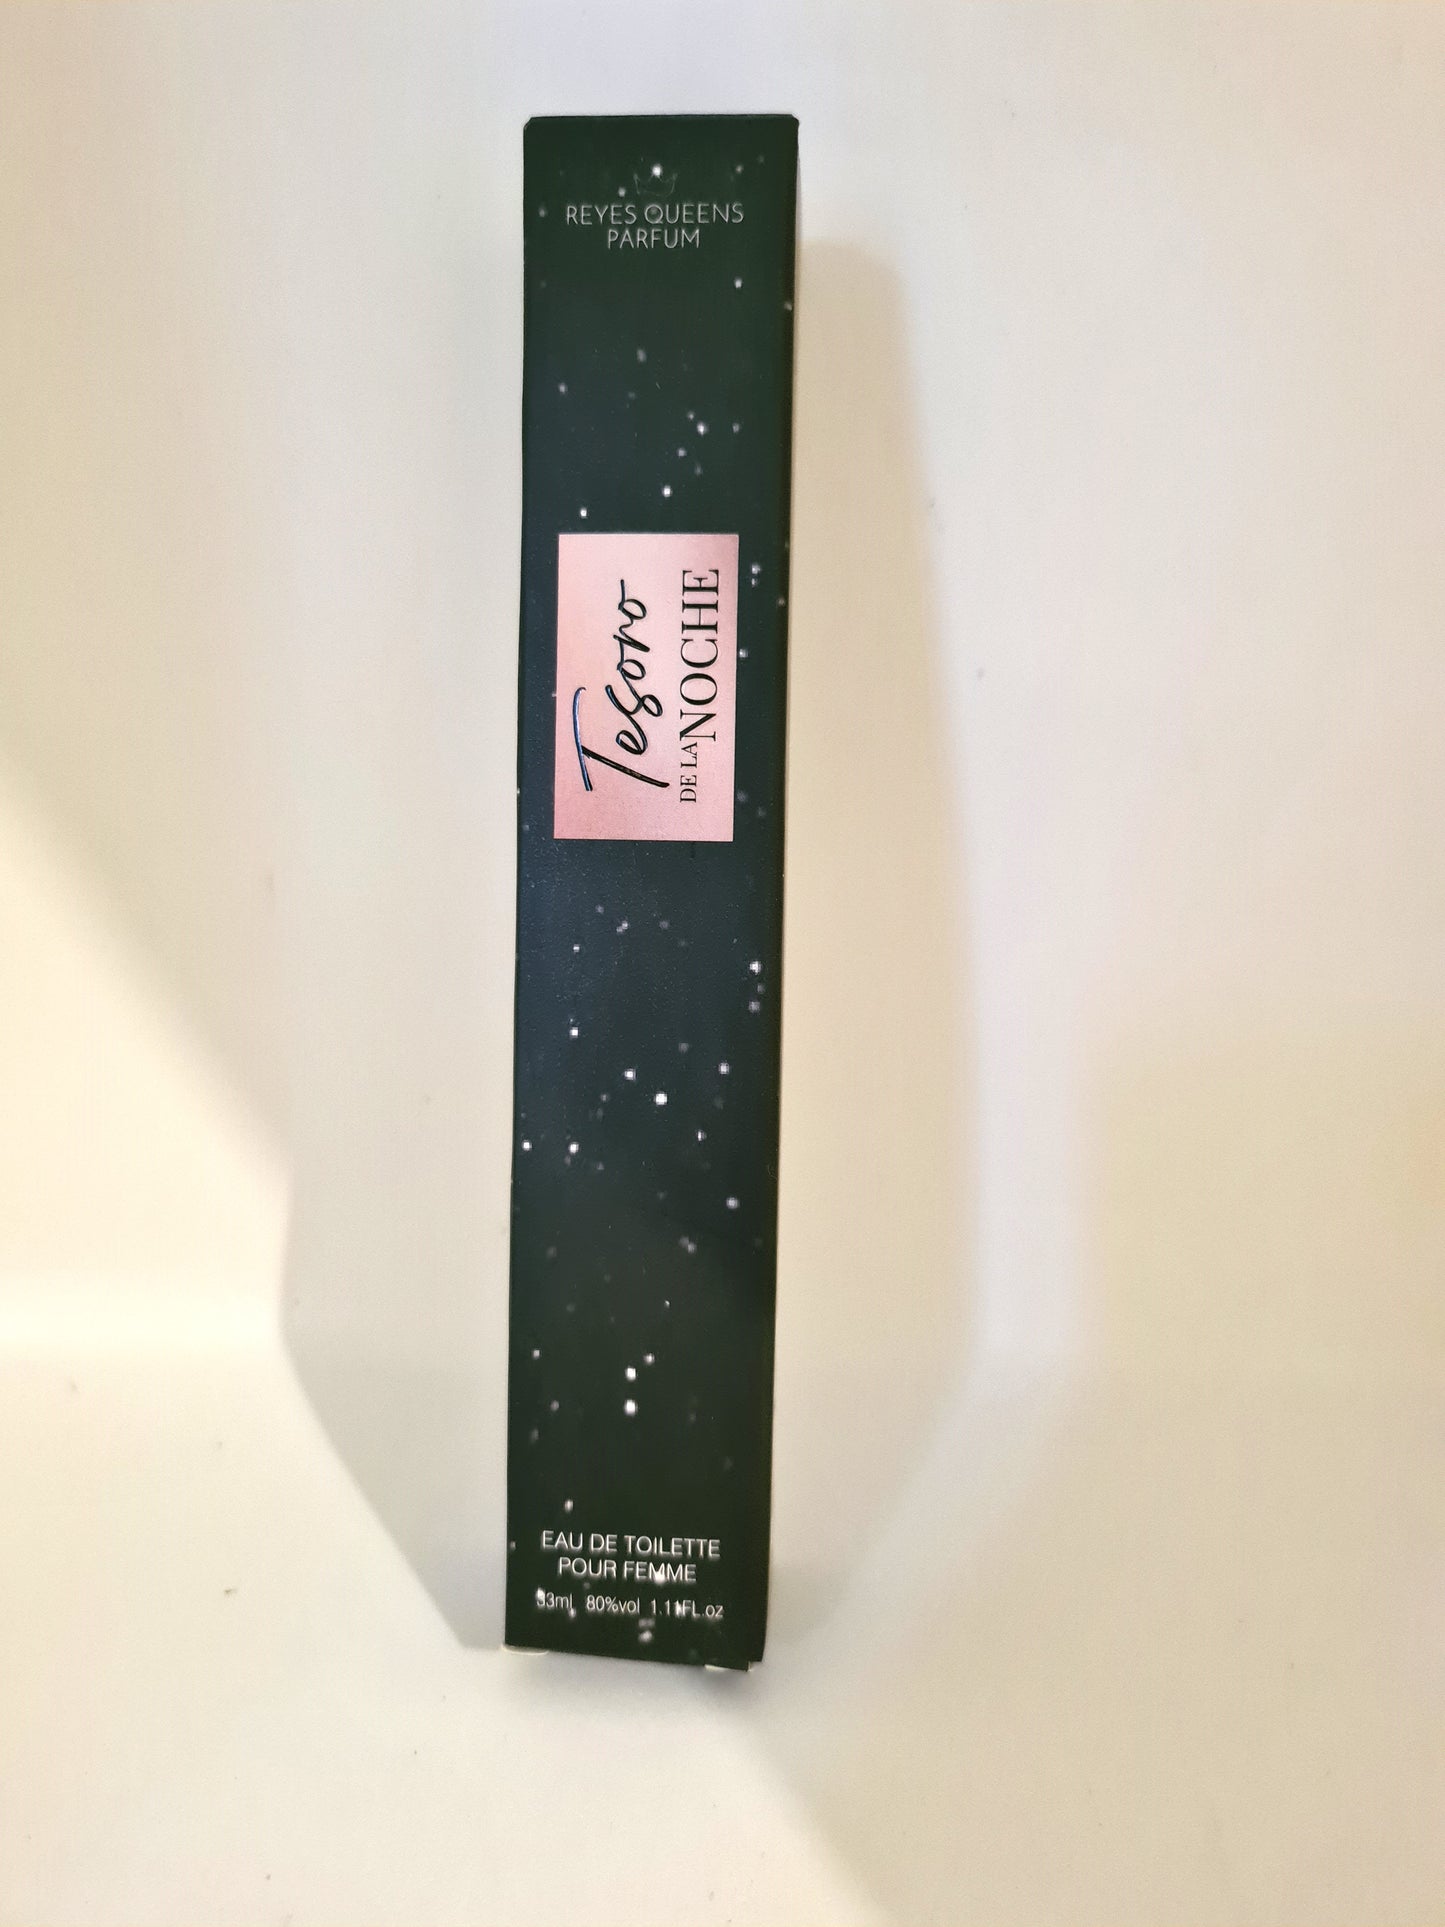 REYES QUEENS
PARFUM
Tesoro
DE LA NOCHE
EAU DE TOILETTE
POUR FEMME
33ml 80%vol 1.11FL.oz